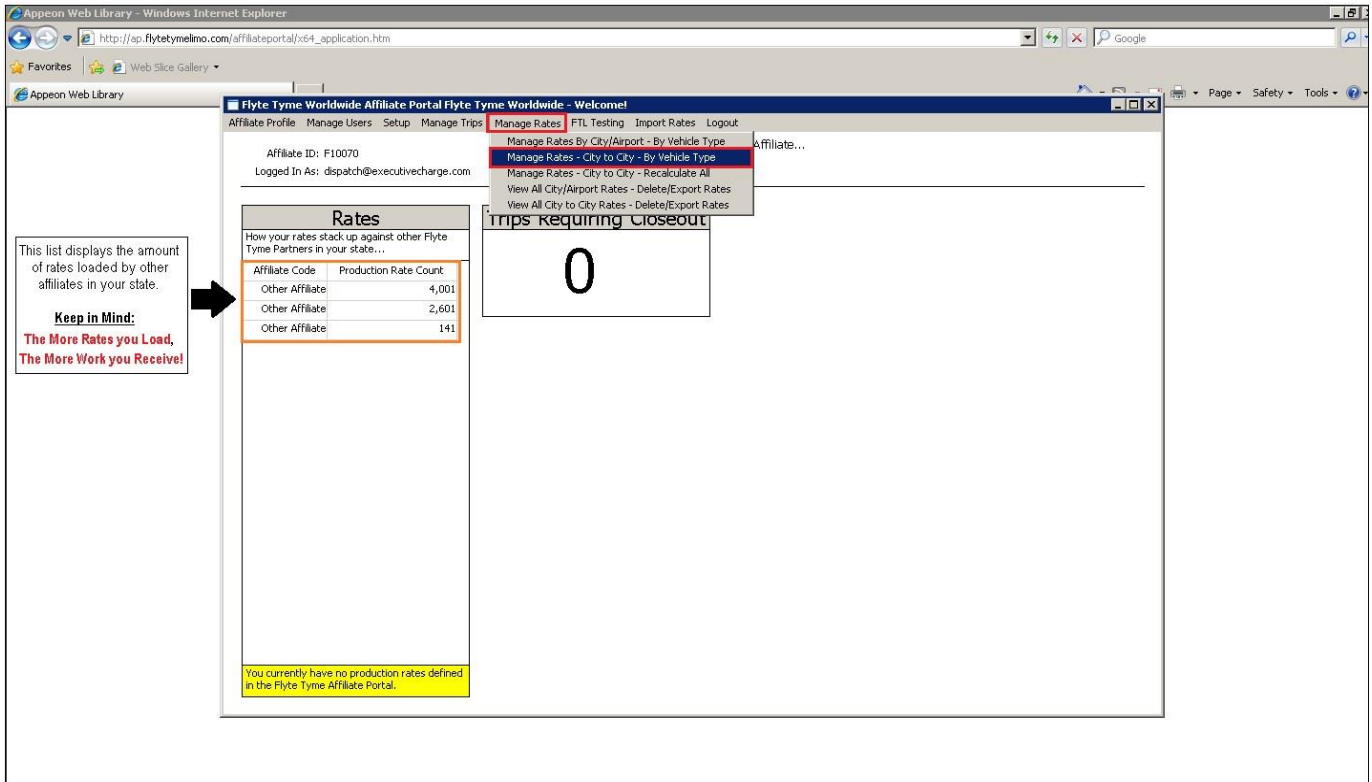 Appeon Web Library - Windows Internet Explorer
http://ap.flytetymelimo.com/affiliateportal/x64_application.htm
Google
Favorites
Web Slice Gallery
Appeon Web Library
Page
Safety
Tools
Flyte Tyme Worldwide Affiliate Portal Flyte Tyme Worldwide - Welcome!
Affiliate Profile Manage Users Setup Manage Trips Manage Rates FTL Testing Import Rates Logout
Manage Rates By City/Airport - By Vehicle Type
Manage Rates - City to City - By Vehicle Type
Manage Rates - City to City - Recalculate All
View All City/Airport Rates - Delete/Export Rates
View All City to City Rates - Delete/Export Rates
Affiliate...
Affiliate ID: F10070
Logged In As: dispatch@executivecharge.com
Rates
How your rates stack up against other Flyte
Tyme Partners in your state...
Affiliate Code Production Rate Count
Other Affiliate 4,001
Other Affiliate 2,601
Other Affiliate 141
Trips Requiring Closeout
0
This list displays the amount
of rates loaded by other
affiliates in your state.
Keep in Mind:
The More Rates you Load,
The More Work you Receive!
You currently have no production rates defined
in the Flyte Tyme Affiliate Portal.